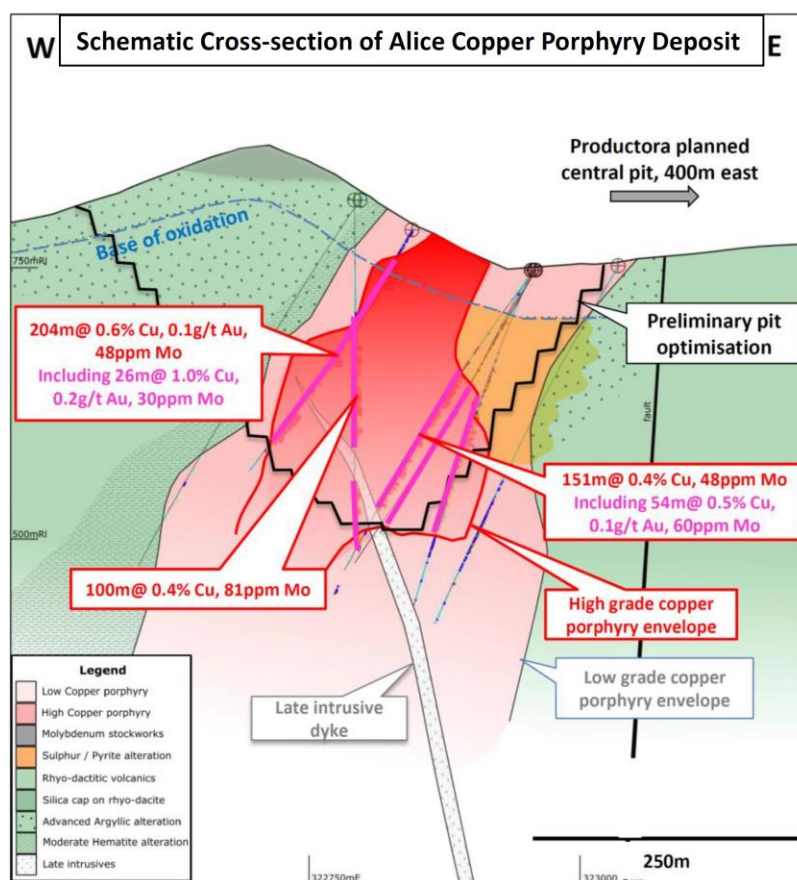 W
Schematic Cross-section of Alice Copper Porphyry Deposit
E
Productora planned
central pit, 400m east
Base of oxidation
750mRl
204m@ 0.6% Cu, 0.1g/t Au,
48ppm Mo
Including 26m@ 1.0% Cu,
0.2g/t Au, 30ppm Mo
Preliminary pit
optimisation
fault
151m@ 0.4% Cu, 48ppm Mo
Including 54m@ 0.5% Cu,
0.1g/t Au, 60ppm Mo
500mRl
100m@ 0.4% Cu, 81ppm Mo
High grade copper
porphyry envelope
Low grade copper
porphyry envelope
Late intrusive
dyke
Legend
Low Copper porphyry
High Copper porphyry
Molybdenum stockworks
Sulphur / Pyrite alteration
Rhyo-dactitic volcanics
Silica cap on rhyo-dacite
Advanced Argyllic alteration
Moderate Hematite alteration
Late intrusives
322750mE
323000
250m